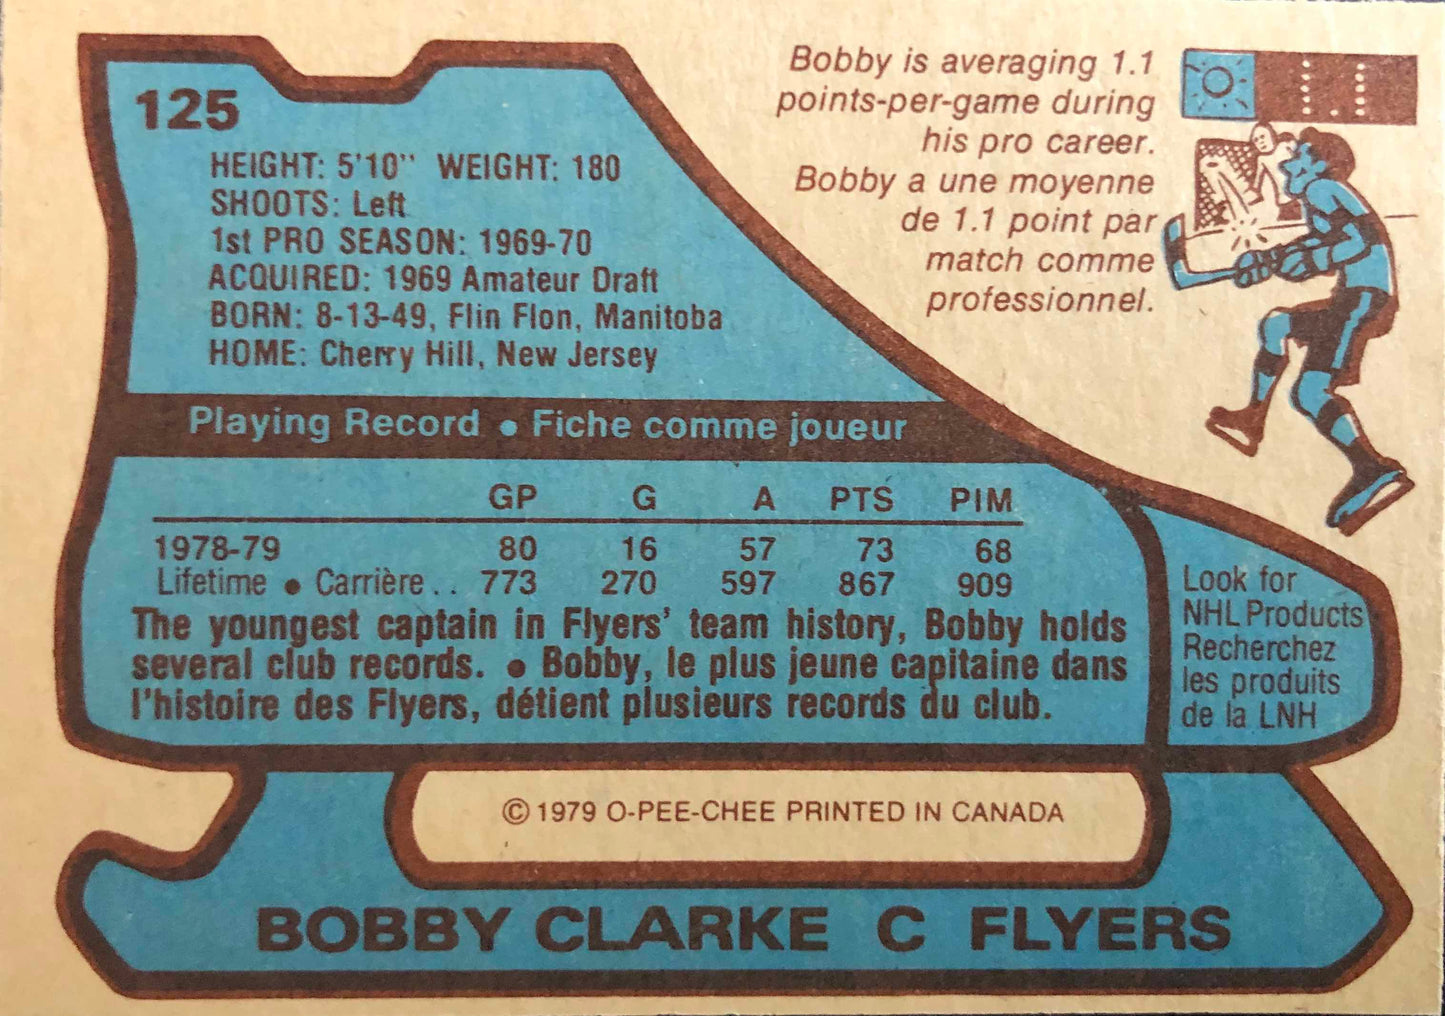 125
HEIGHT: 5'10" WEIGHT: 180
SHOOTS: Left
1st PRO SEASON: 1969-70
ACQUIRED: 1969 Amateur Draft
BORN: 8-13-49, Flin Flon, Manitoba
HOME: Cherry Hill, New Jersey
Bobby is averaging 1.1
points-per-game during
his pro career.
Bobby a une moyenne
de 1.1 point par
match comme
professionnel.
1.1
Playing Record • Fiche comme joueur
GP G A PTS PIM
1978-79 80 16 57 73 68
Lifetime • Carrière .. 773 270 597 867 909
The youngest captain in Flyers' team history, Bobby holds
several club records. • Bobby, le plus jeune capitaine dans
l'histoire des Flyers, détient plusieurs records du club.
Look for
NHL Products
Recherchez
les produits
de la LNH
© 1979 O-PEE-CHEE PRINTED IN CANADA
BOBBY CLARKE C FLYERS